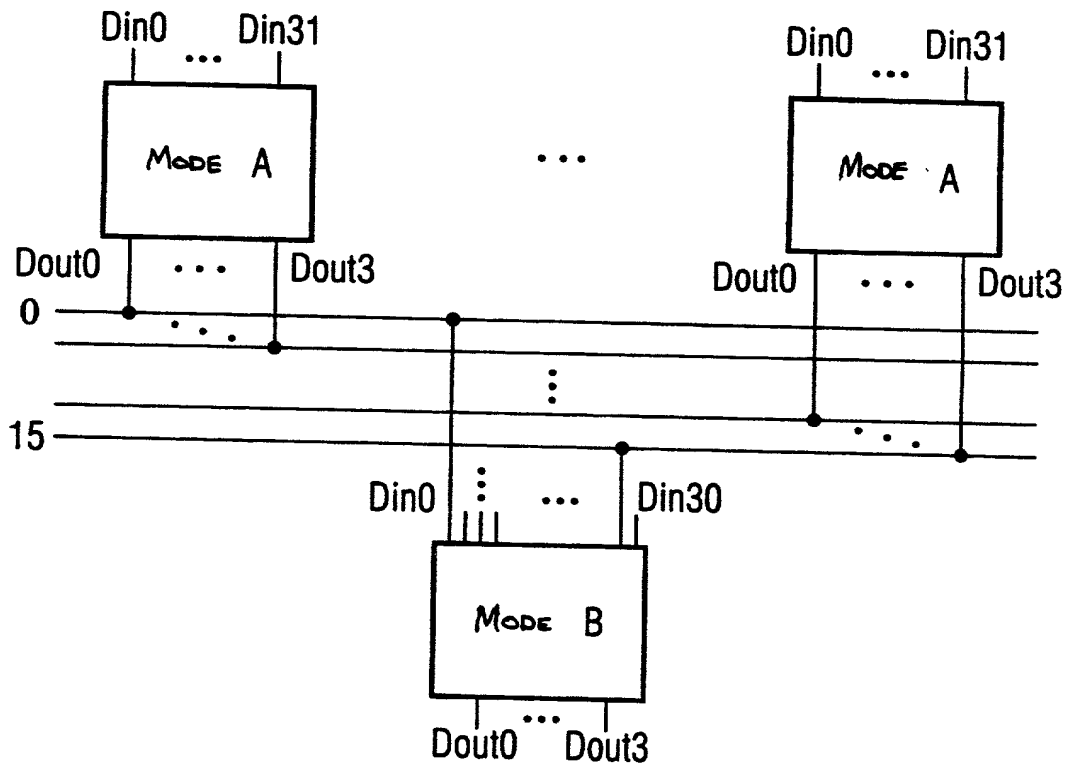 Din0 ... Din31
Din0 ... Din31
MODE A
...
MODE A
Dout0 ... Dout3
Dout0 ... Dout3
0
15
Din0 ... Din30
MODE B
Dout0 ... Dout3